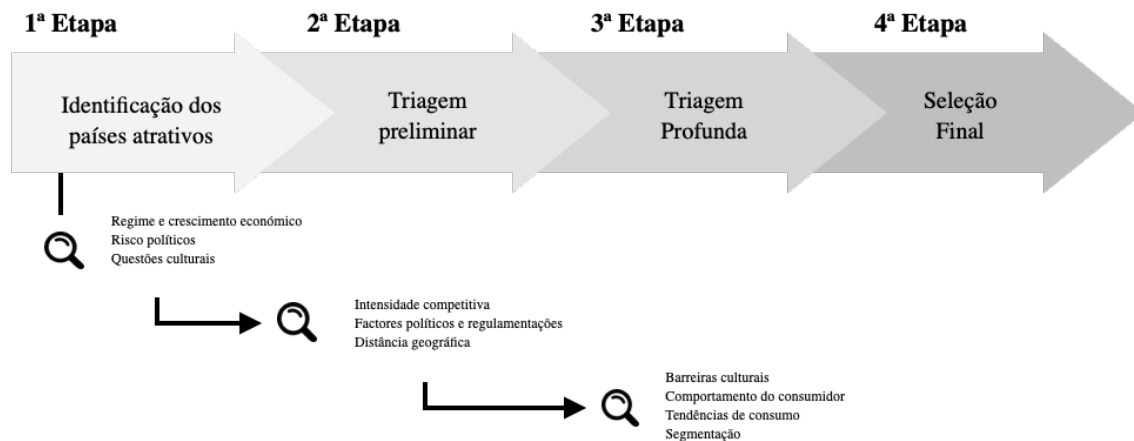 1ª Etapa
2ª Etapa
3ª Etapa
4ª Etapa
Identificação dos
países atrativos
Triagem
preliminar
Triagem
Profunda
Seleção
Final
Regime e crescimento económico
Risco políticos
Questões culturais
Intensidade competitiva
Factores políticos e regulamentações
Distância geográfica
Barreiras culturais
Comportamento do consumidor
Tendências de consumo
Segmentação